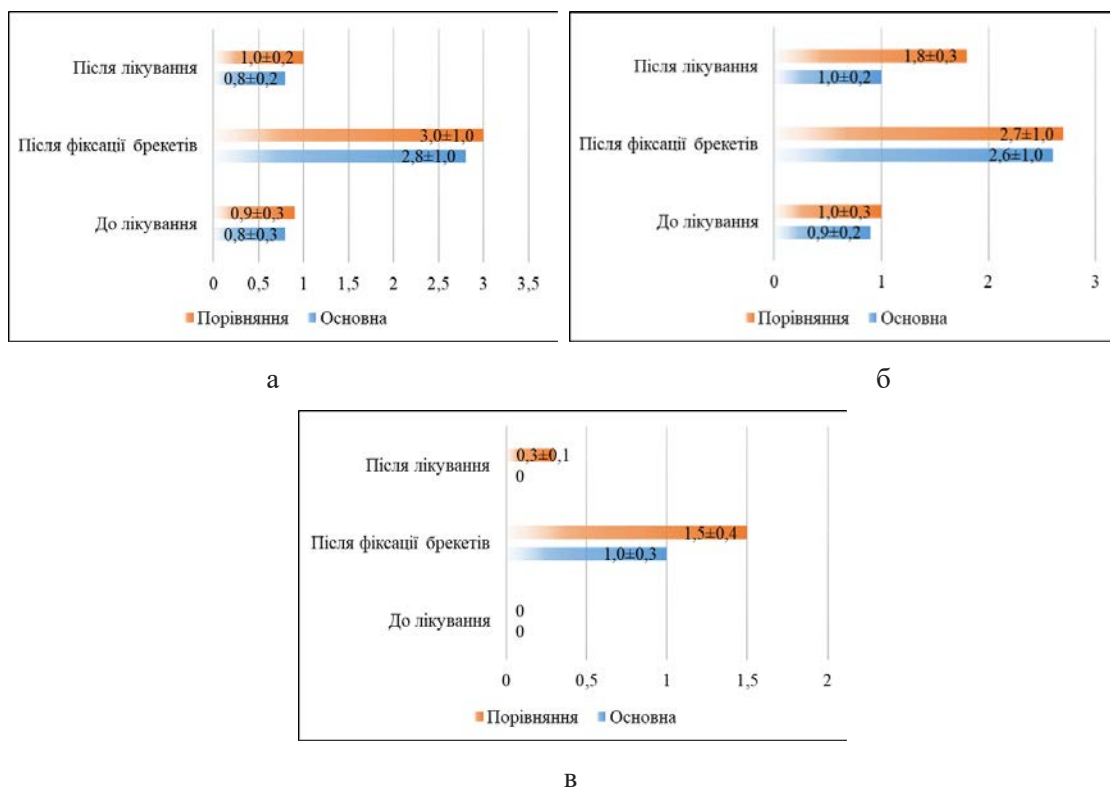 Після лікування
1,0±0,2
0,8±0,2
Після фіксації брекетів
3,0±1,0
2,8±1,0
До лікування
0,9±0,3
0,8±0,3
0 0,5 1 1,5 2 2,5 3 3,5
Порівняння Основна
а
Після лікування
1,8±0,3
1,0±0,2
Після фіксації брекетів
2,7±1,0
2,6±1,0
До лікування
1,0±0,3
0,9±0,2
0 1 2 3
Порівняння Основна
б
Після лікування
0,3±0,1
0
Після фіксації брекетів
1,5±0,4
1,0±0,3
До лікування
0
0
0 0,5 1 1,5 2
Порівняння Основна
в